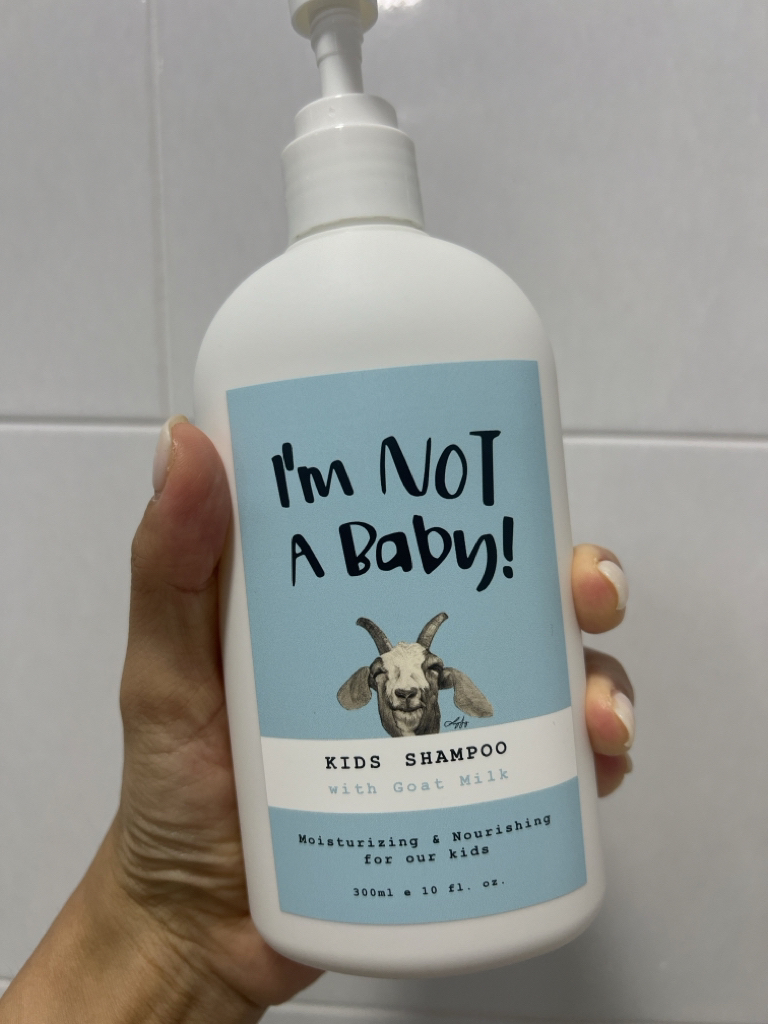 I'm NOT
A Baby!
KIDS SHAMPOO
with Goat Milk
Moisturizing & Nourishing
for our kids
300ml e 10 fl. oz.